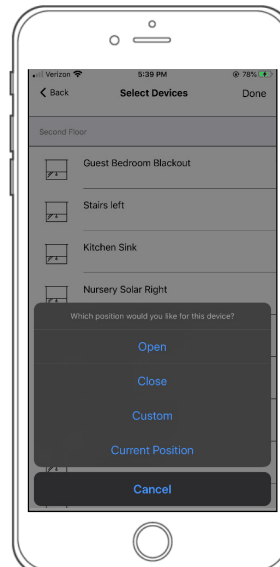 Verizon 5:39 PM 78%
Back Select Devices Done
Second Floor
Guest Bedroom Blackout
Stairs left
Kitchen Sink
Nursery Solar Right
Which position would you like for this device?
Open
Close
Custom
Current Position
Cancel